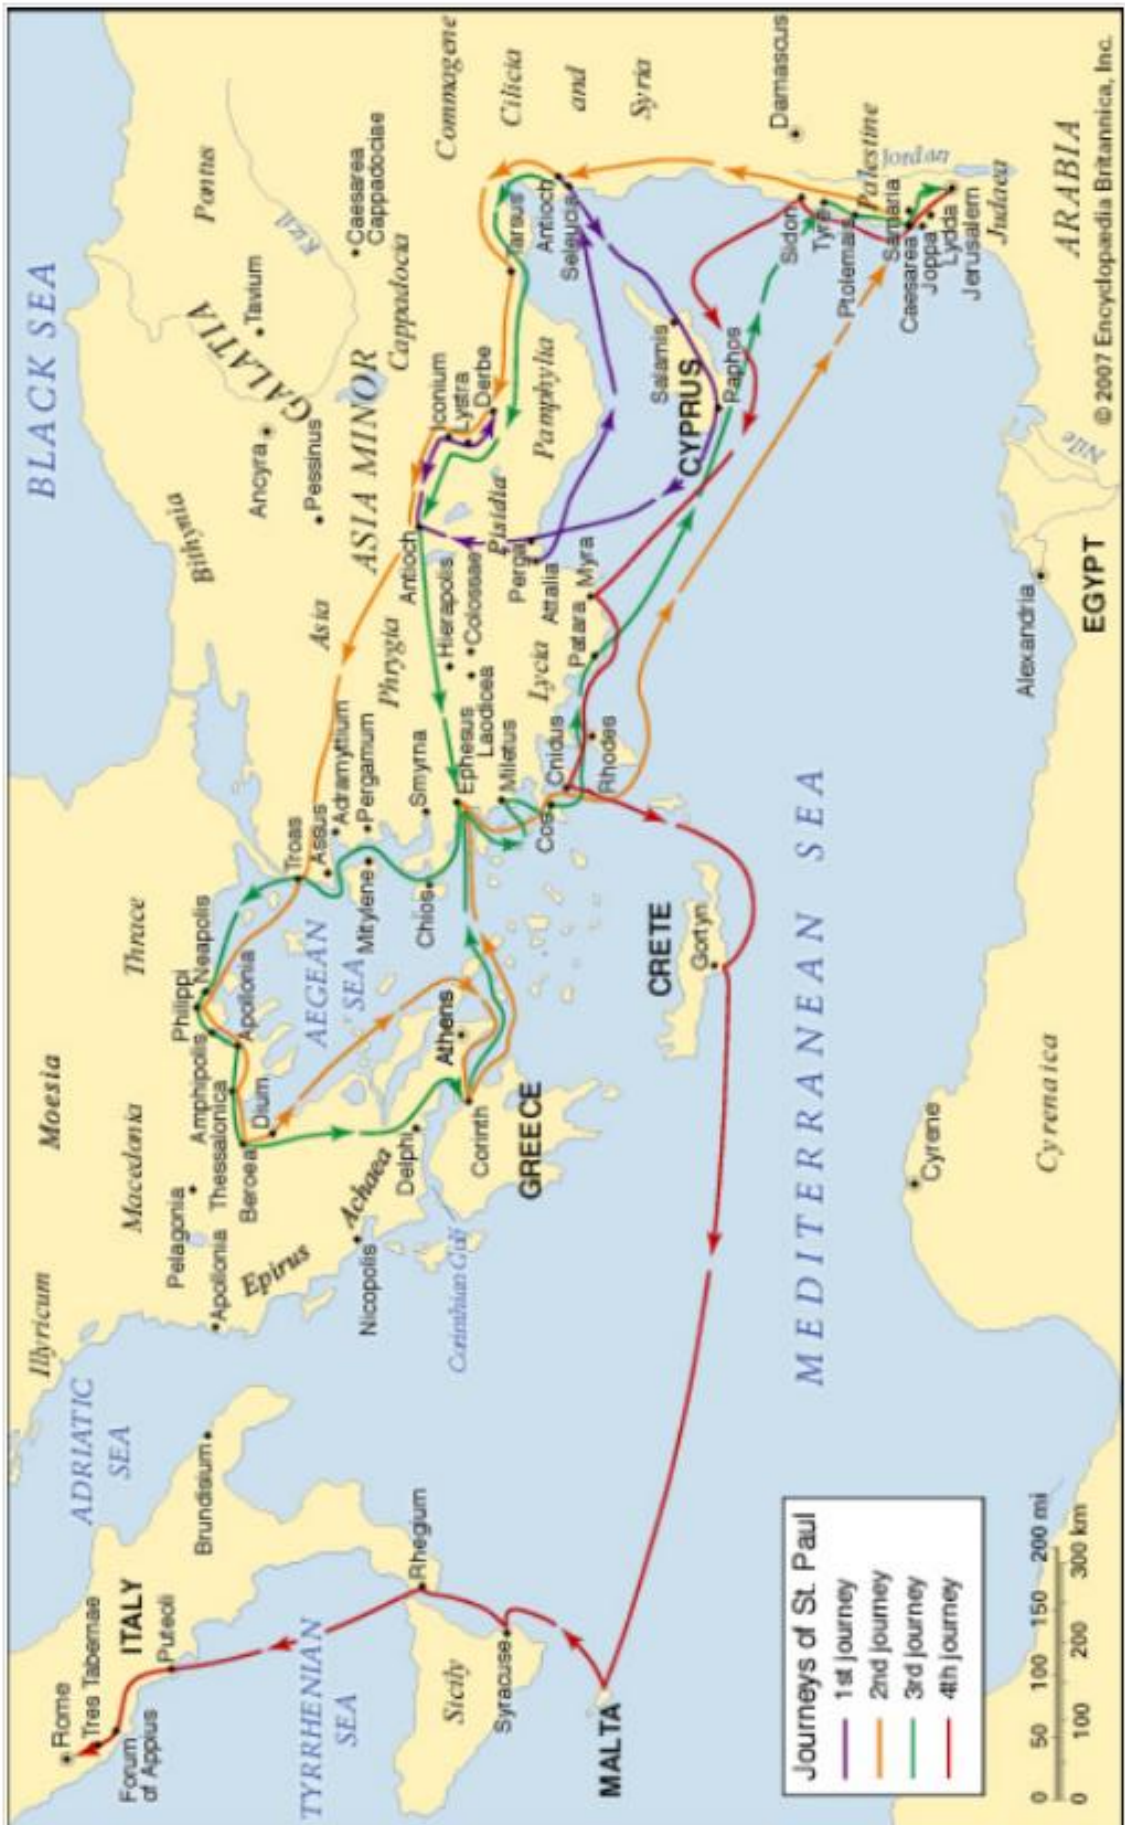 BLACK SEA
Pontus
Kizil
Commagene
Cilicia
and
Syria
Tavium
Caesarea
Cappadociae
GALATIA
Cappadocia
Ancyra
Pessinus
ASIA MINOR
Bithynia
Asia
Phrygia
Tarsus
Antioch
Seleucia
Damascus
Palestine
Jordan
Judaea
ARABIA
Sidon
Tyre
Ptolemais
Samaria
Caesarea
Joppa
Lydda
Jerusalem
Iconium
Lystra
Derbe
Pamphylia
Salamis
CYPRUS
Paphos
Pisidia
Antioch
Hierapolis
Colossae
Laodicea
Perga
Attalia
Myra
Patara
Lycia
Rhodes
Cnidus
Cos
Miletus
Ephesus
Smyrna
Pergamum
Adramyttium
Assus
Troas
Mitylene
Chios
AEGEAN
SEA
Thrace
Moesia
Macedonia
Illyricum
Philippi
Neapolis
Amphipolis
Apollonia
Thessalonica
Beroea
Dium
Pelagonia
Apollonia
Epirus
Achaea
Nicopolis
Delphi
Athens
Corinth
GREECE
Corinthian Gulf
CRETE
Gortyn
MEDITERRANEAN SEA
Nile
Alexandria
EGYPT
Cyrene
Cyrenaica
ADRIATIC
SEA
Brundisium
ITALY
Rome
Tres Tabernae
Forum
of Appius
Puteoli
Rhegium
TYRRHENIAN
SEA
Sicily
Syracuse
MALTA
Journeys of St. Paul
1st journey
2nd journey
3rd journey
4th journey
0 50 100 150 200 mi
0 100 200 300 km
© 2007 Encyclopædia Britannica, Inc.